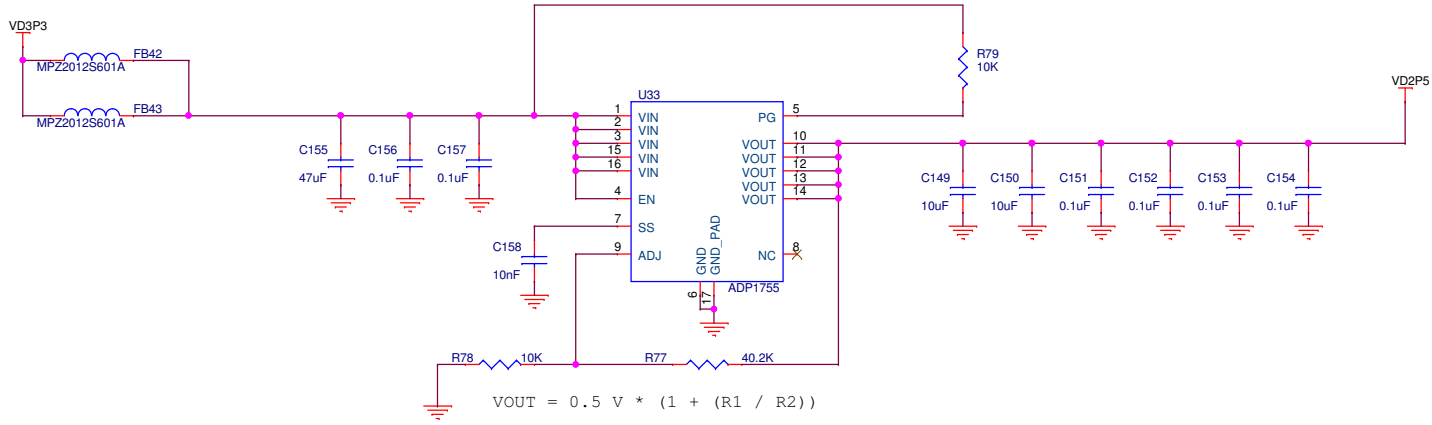 VD3P3
FB42
MPZ2012S601A
FB43
MPZ2012S601A
R79
10K
VD2P5
U33
1 VIN
2 VIN
3 VIN
15 VIN
16 VIN
4 EN
7 SS
9 ADJ
PG 5
VOUT 10
VOUT 11
VOUT 12
VOUT 13
VOUT 14
NC 8
GND 6
GND_PAD 17
ADP1755
C155
47uF
C156
0.1uF
C157
0.1uF
C158
10nF
C149
10uF
C150
10uF
C151
0.1uF
C152
0.1uF
C153
0.1uF
C154
0.1uF
R78 10K
R77 40.2K
VOUT = 0.5 V * (1 + (R1 / R2))